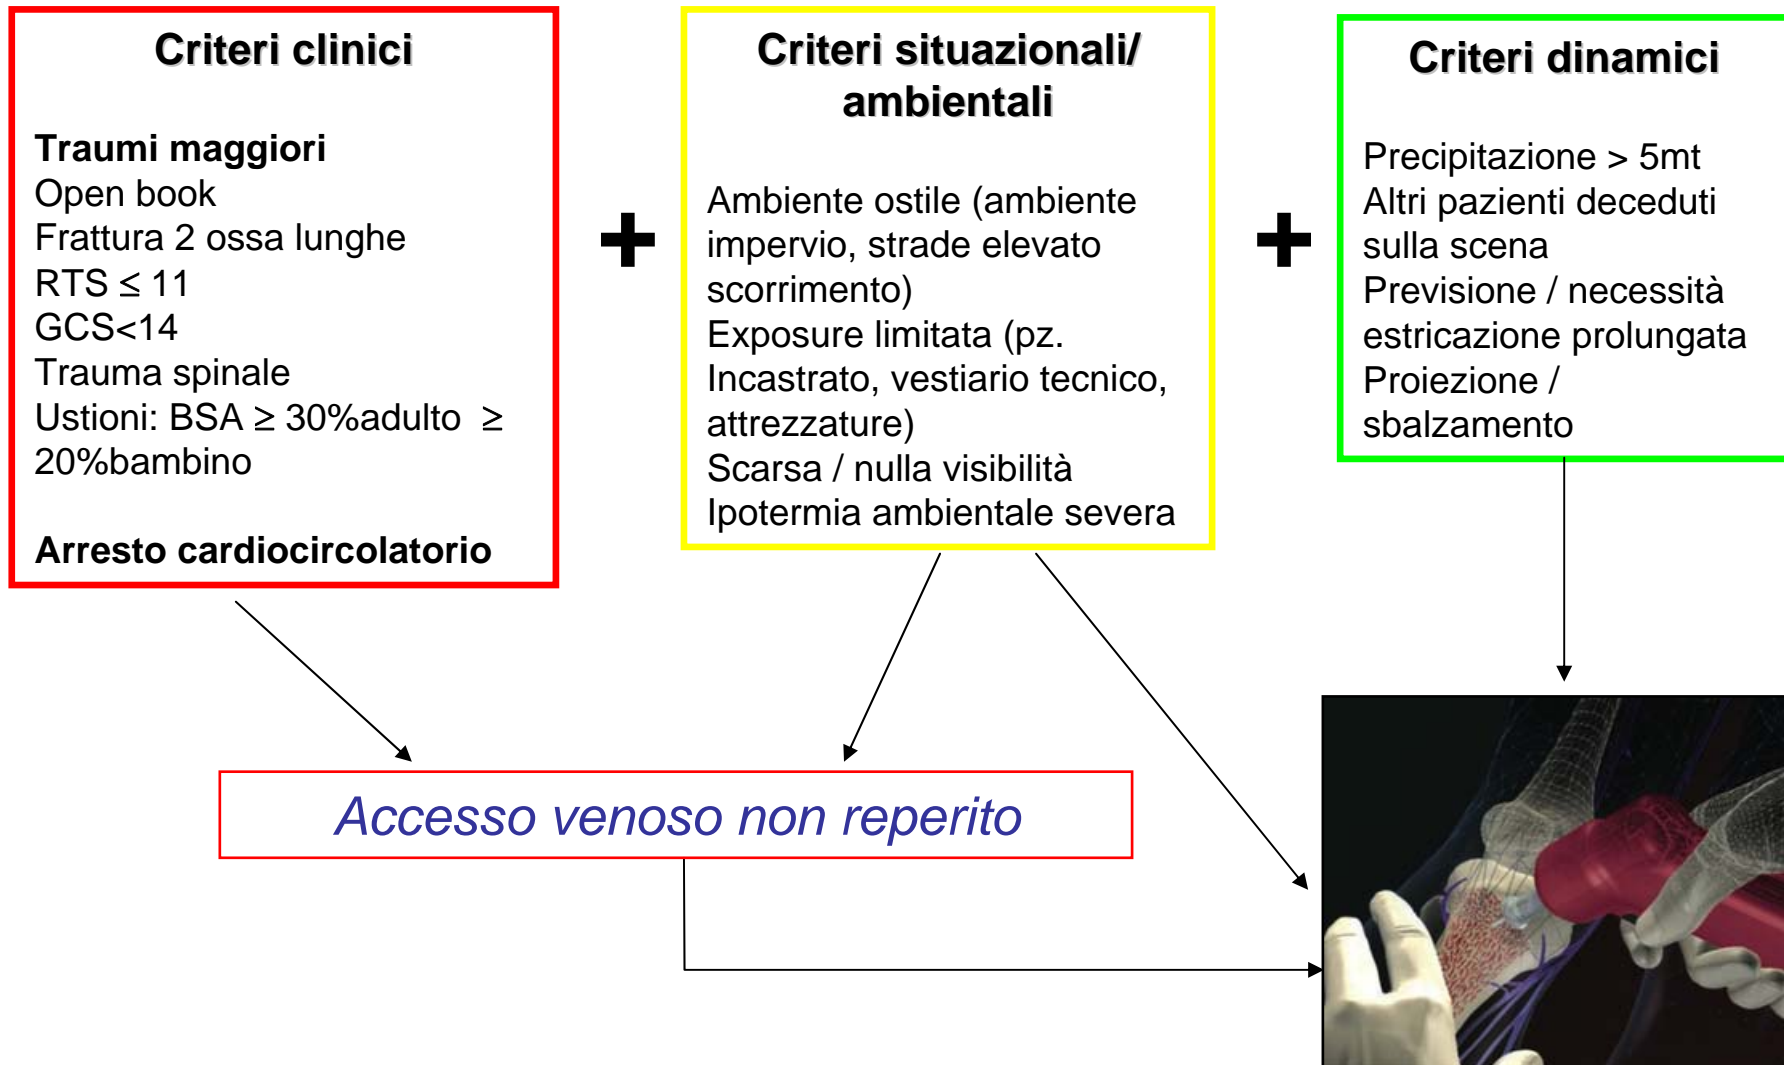 Criteri clinici
Traumi maggiori
Open book
Frattura 2 ossa lunghe
RTS ≤ 11
GCS<14
Trauma spinale
Ustioni: BSA ≥ 30%adulto ≥
20%bambino
Arresto cardiocircolatorio
+
Criteri situazionali/
ambientali
Ambiente ostile (ambiente
impervio, strade elevato
scorrimento)
Exposure limitata (pz.
Incastrato, vestiario tecnico,
attrezzature)
Scarsa / nulla visibilità
Ipotermia ambientale severa
+
Criteri dinamici
Precipitazione > 5mt
Altri pazienti deceduti
sulla scena
Previsione / necessità
estricazione prolungata
Proiezione /
sbalzamento
Accesso venoso non reperito